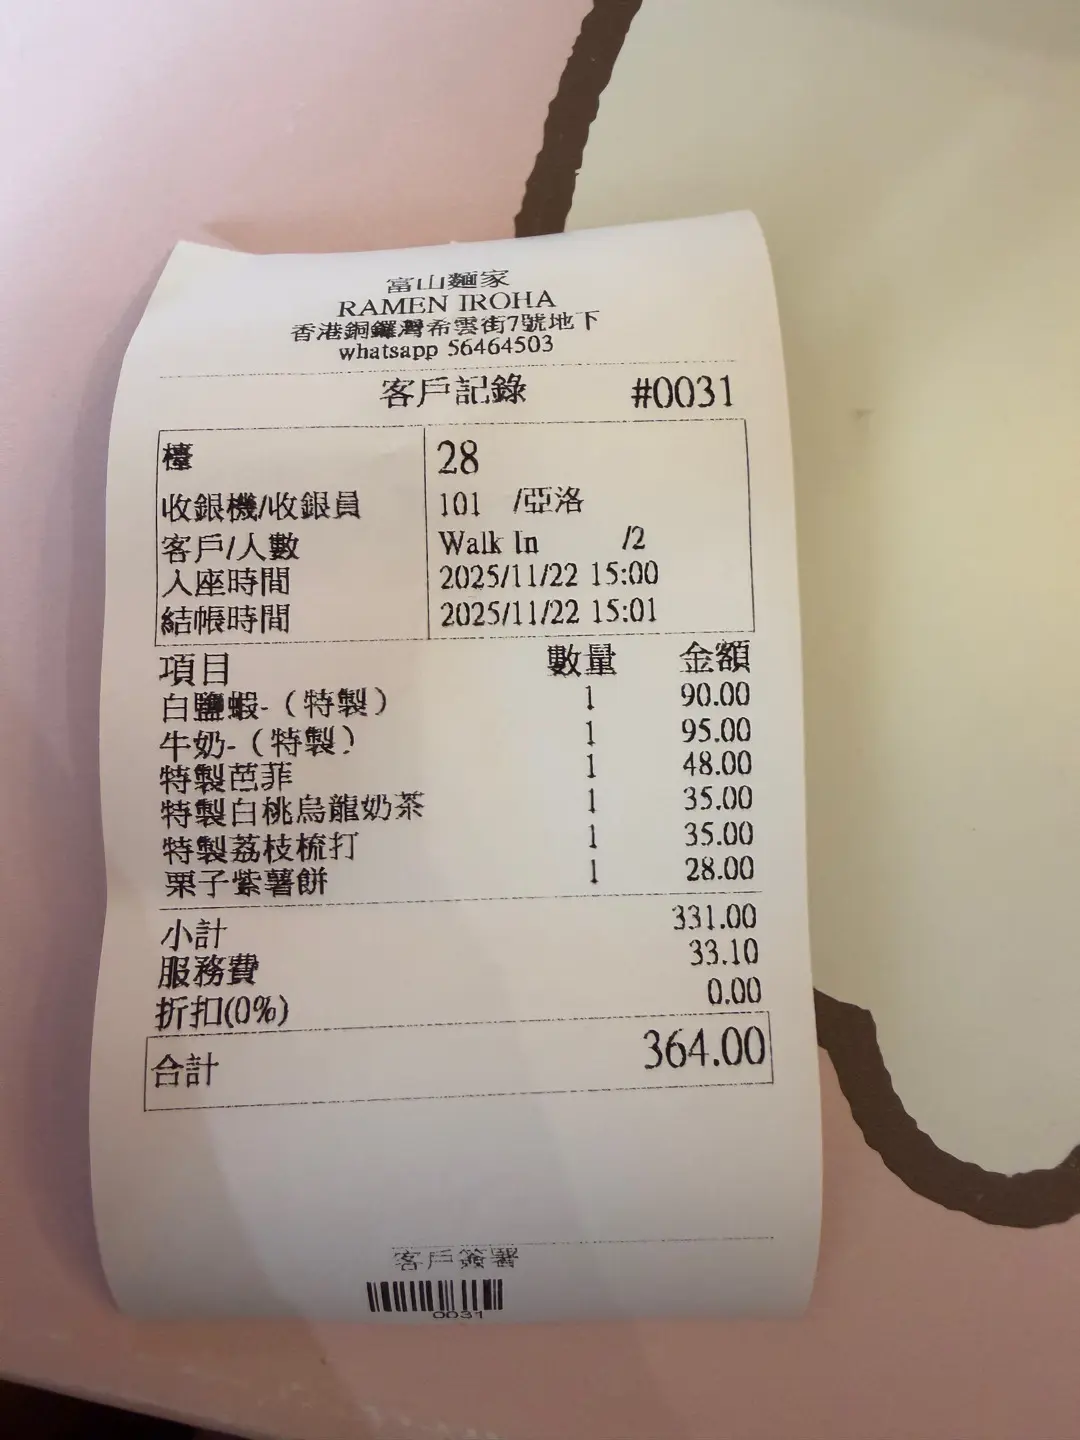 富山麵家
RAMEN IROHA
香港銅鑼灣希雲街7號地下
whatsapp 56464503
客戶記錄 #0031
檯 28
收銀機/收銀員 101 /亞洛
客戶/人數 Walk In /2
入座時間 2025/11/22 15:00
結帳時間 2025/11/22 15:01
項目 數量 金額
白鹽蝦-（特製） 1 90.00
牛奶-（特製） 1 95.00
特製芭菲 1 48.00
特製白桃烏龍奶茶 1 35.00
特製荔枝梳打 1 35.00
栗子紫薯餅 1 28.00
小計 331.00
服務費 33.10
折扣(0%) 0.00
合計 364.00
客戶簽署
0031